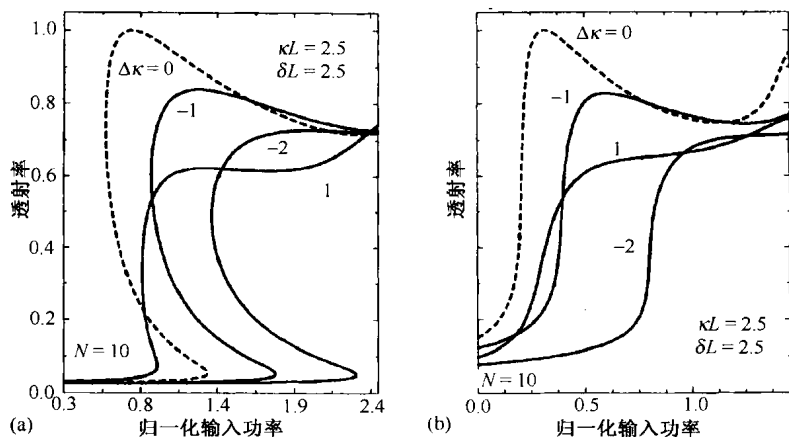 1.0
0.8
0.6
0.4
0.2
0.0
透射率
Δκ = 0
κL = 2.5
δL = 2.5
−1
−2
1
N = 10
0.3 0.8 1.4 1.9 2.4
(a) 归一化输入功率
透射率
Δκ = 0
−1
1
−2
κL = 2.5
δL = 2.5
N = 10
0.0 0.5 1.0
(b) 归一化输入功率